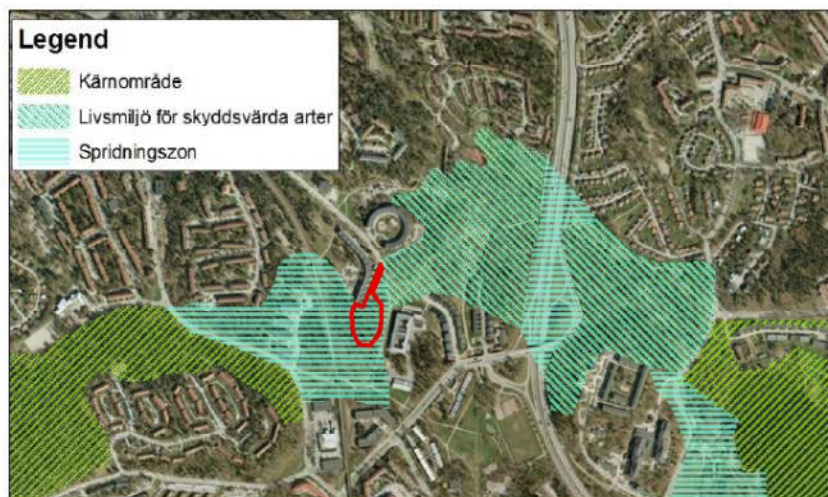 Legend
Kärnområde
Livsmiljö för skyddsvärda arter
Spridningszon